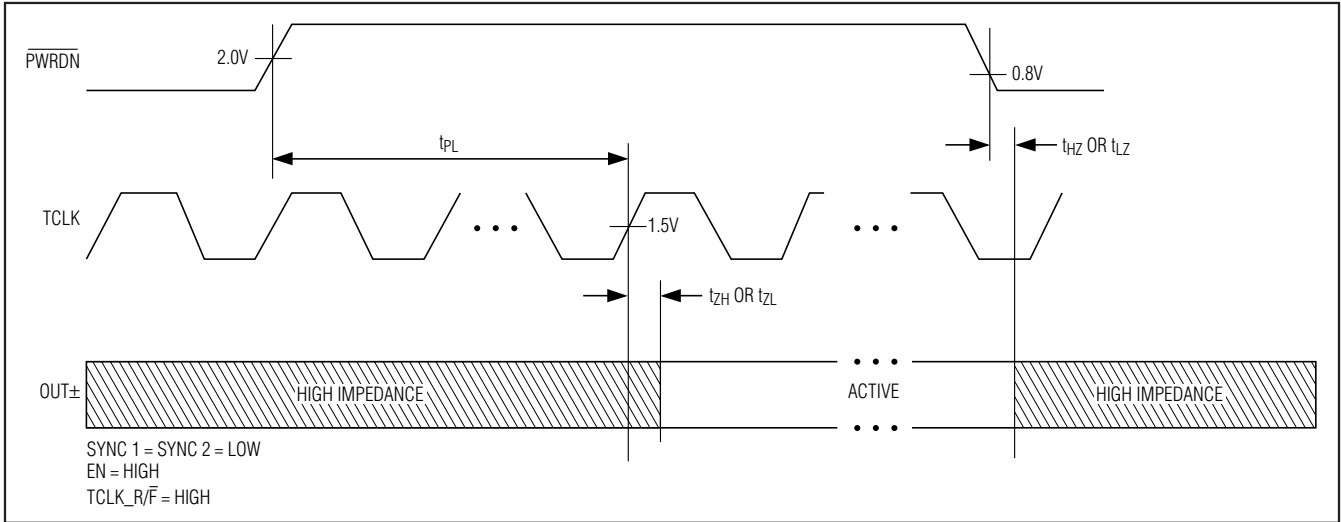 PWRDN
2.0V
0.8V
tPL
tHZ OR tLZ
TCLK
1.5V
tZH OR tZL
OUT±
HIGH IMPEDANCE
ACTIVE
HIGH IMPEDANCE
SYNC 1 = SYNC 2 = LOW
EN = HIGH
TCLK_R/F̅ = HIGH